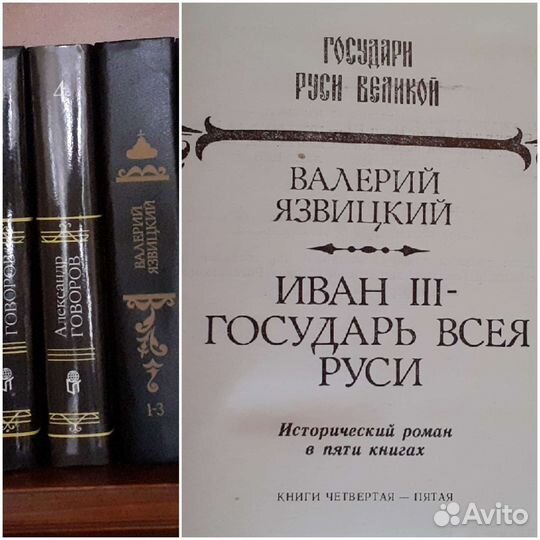 ГОВОРОВ
4
Александр
ГОВОРОВ
ВАЛЕРИЙ
ЯЗВИЦКИЙ
1-3
ГОСУДАРИ
РУСИ ВЕЛИКОЙ
ВАЛЕРИЙ
ЯЗВИЦКИЙ
ИВАН III-
ГОСУДАРЬ ВСЕЯ
РУСИ
Исторический роман
в пяти книгах
КНИГИ ЧЕТВЕРТАЯ — ПЯТАЯ
Avito